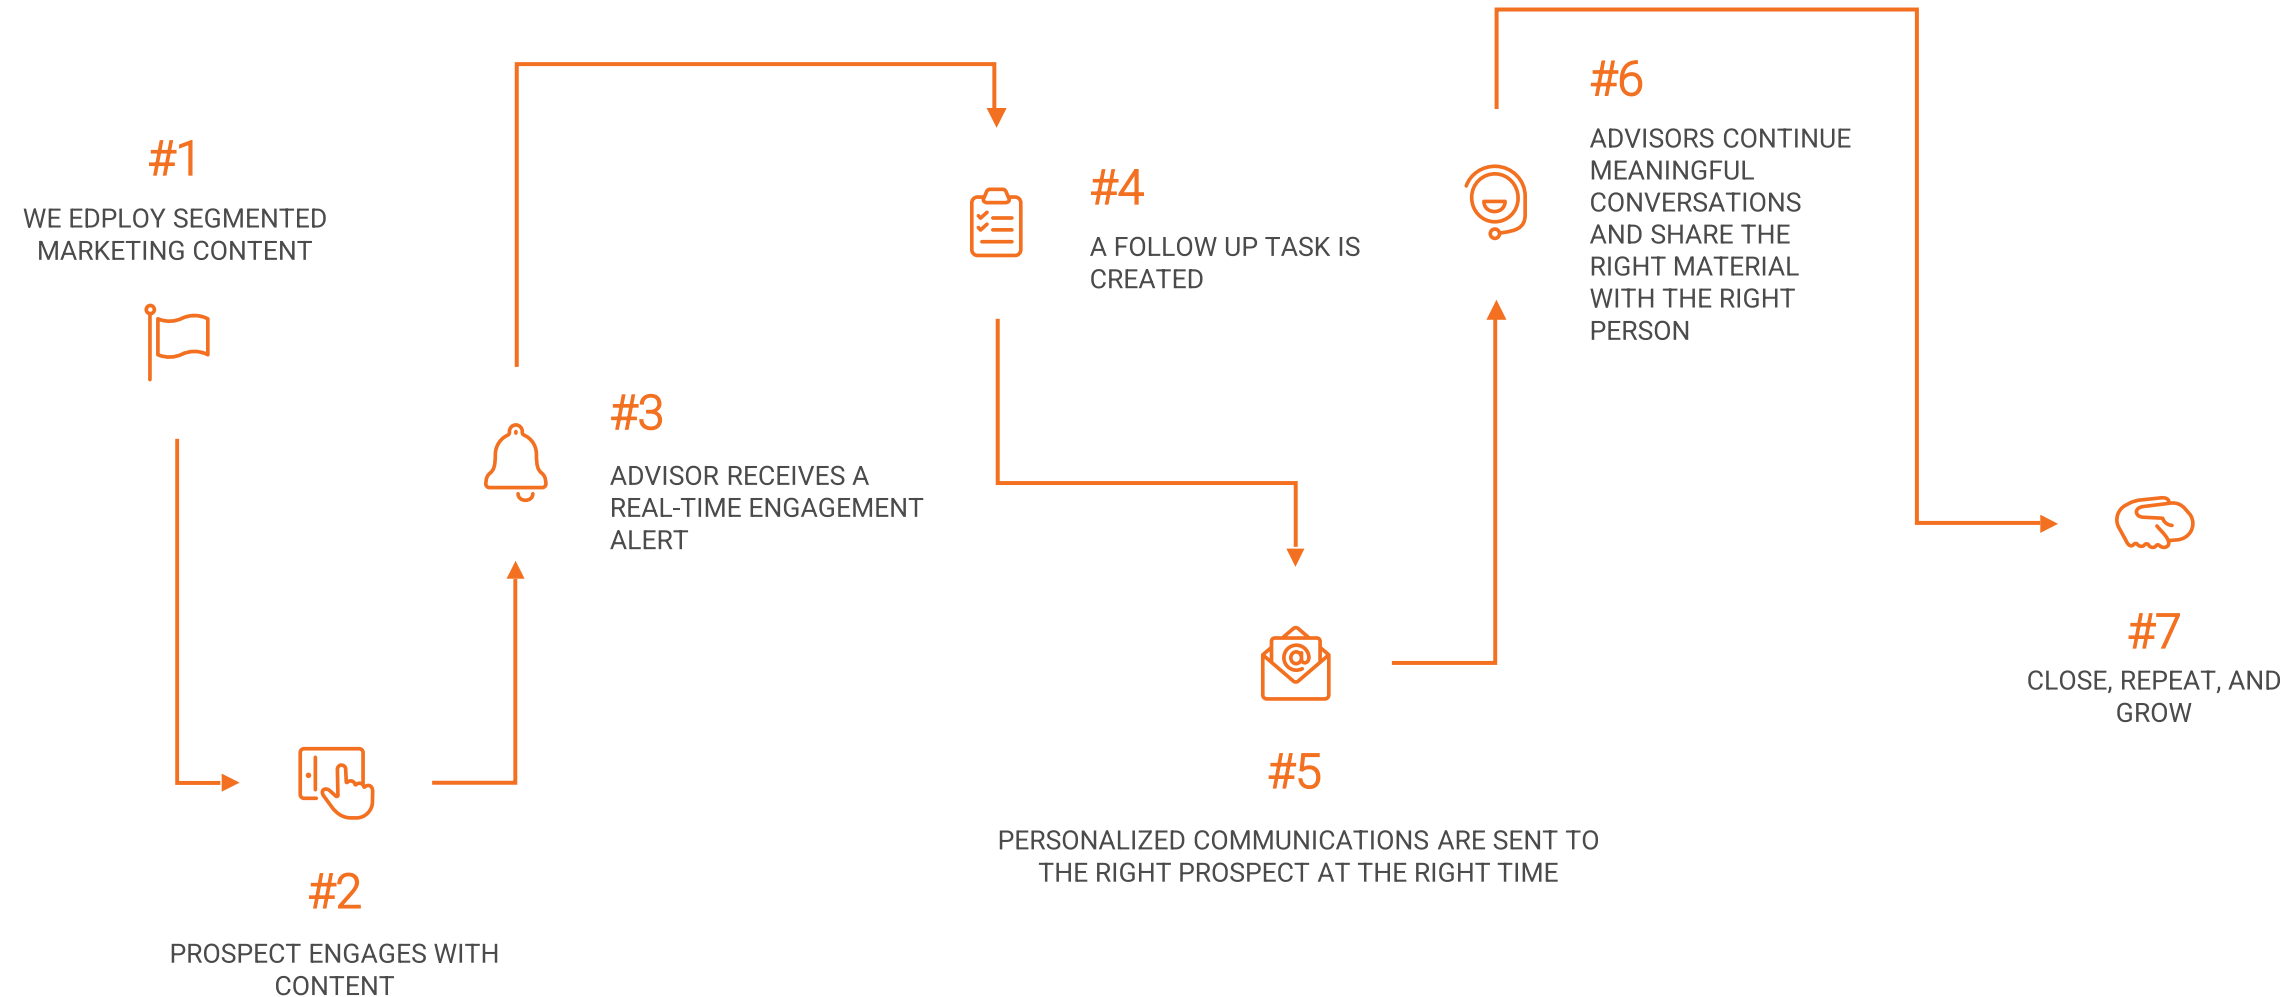 #1
WE EDPLOY SEGMENTED
MARKETING CONTENT
#2
PROSPECT ENGAGES WITH
CONTENT
#3
ADVISOR RECEIVES A
REAL-TIME ENGAGEMENT
ALERT
#4
A FOLLOW UP TASK IS
CREATED
@
#5
PERSONALIZED COMMUNICATIONS ARE SENT TO
THE RIGHT PROSPECT AT THE RIGHT TIME
#6
ADVISORS CONTINUE
MEANINGFUL
CONVERSATIONS
AND SHARE THE
RIGHT MATERIAL
WITH THE RIGHT
PERSON
#7
CLOSE, REPEAT, AND
GROW